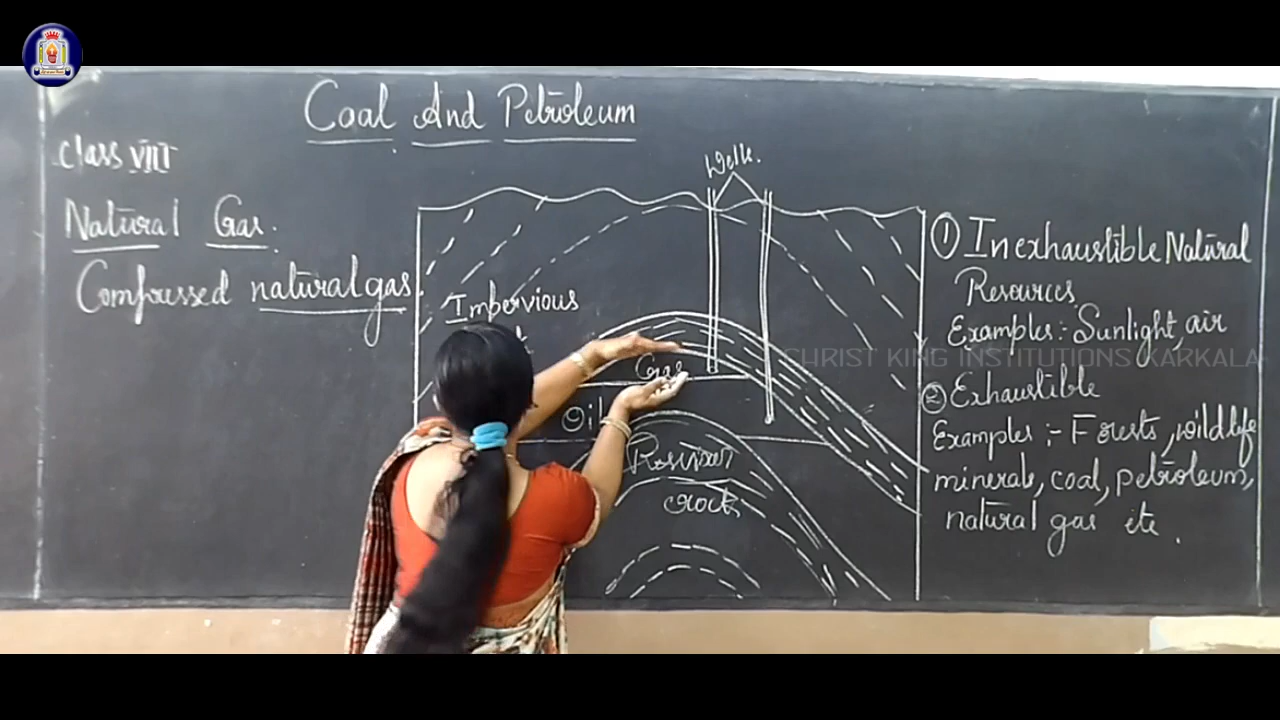 Coal And Petroleum
Class VIII
Natural Gas.
Compressed natural gas
Wells.
Impervious
Gas
Oil
Reservoir
rock
① Inexhaustible Natural
Resources
Examples:- Sunlight, air
② Exhaustible
Examples:- Forests, wildlife
minerals, coal, petroleum,
natural gas etc.
CHRIST KING INSTITUTIONS KARKALA